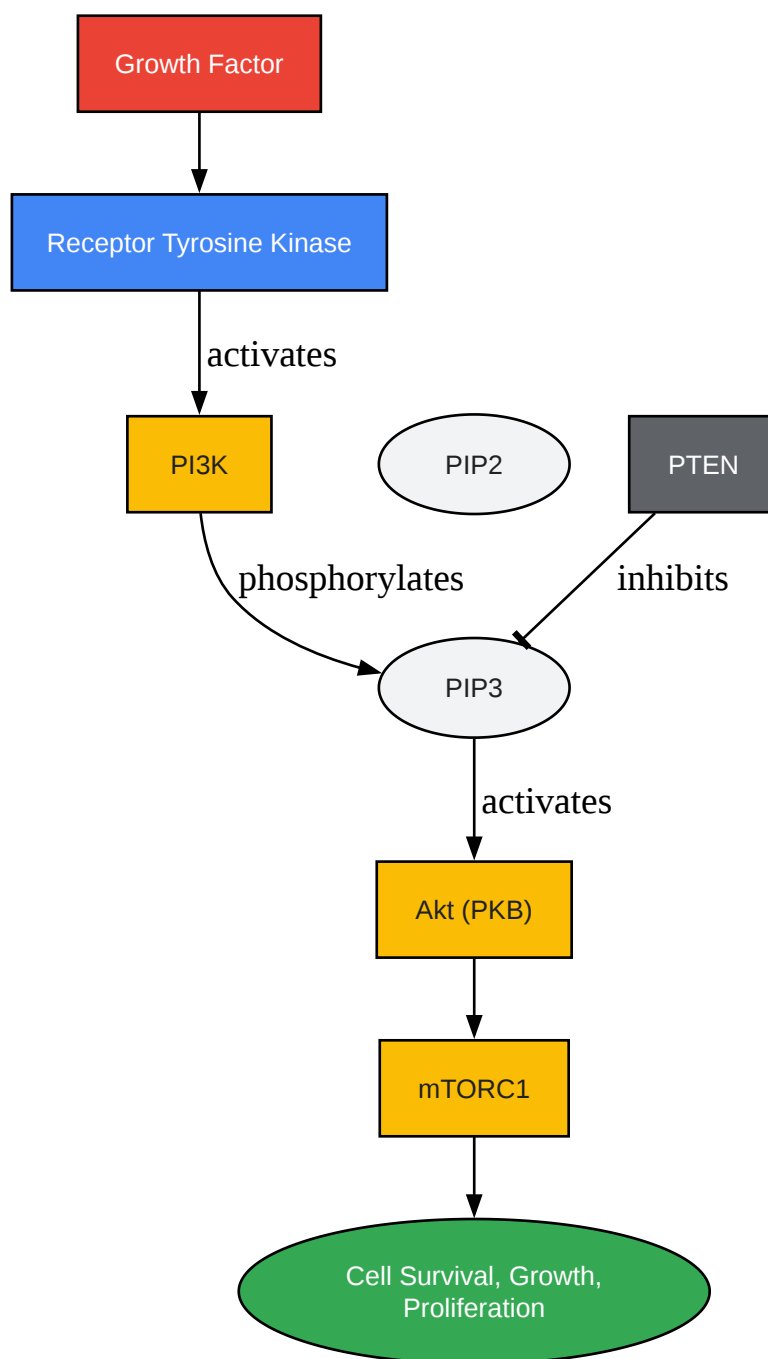 Growth Factor
Receptor Tyrosine Kinase
activates
PI3K
PIP2
PTEN
phosphorylates
inhibits
PIP3
activates
Akt (PKB)
mTORC1
Cell Survival, Growth,
Proliferation